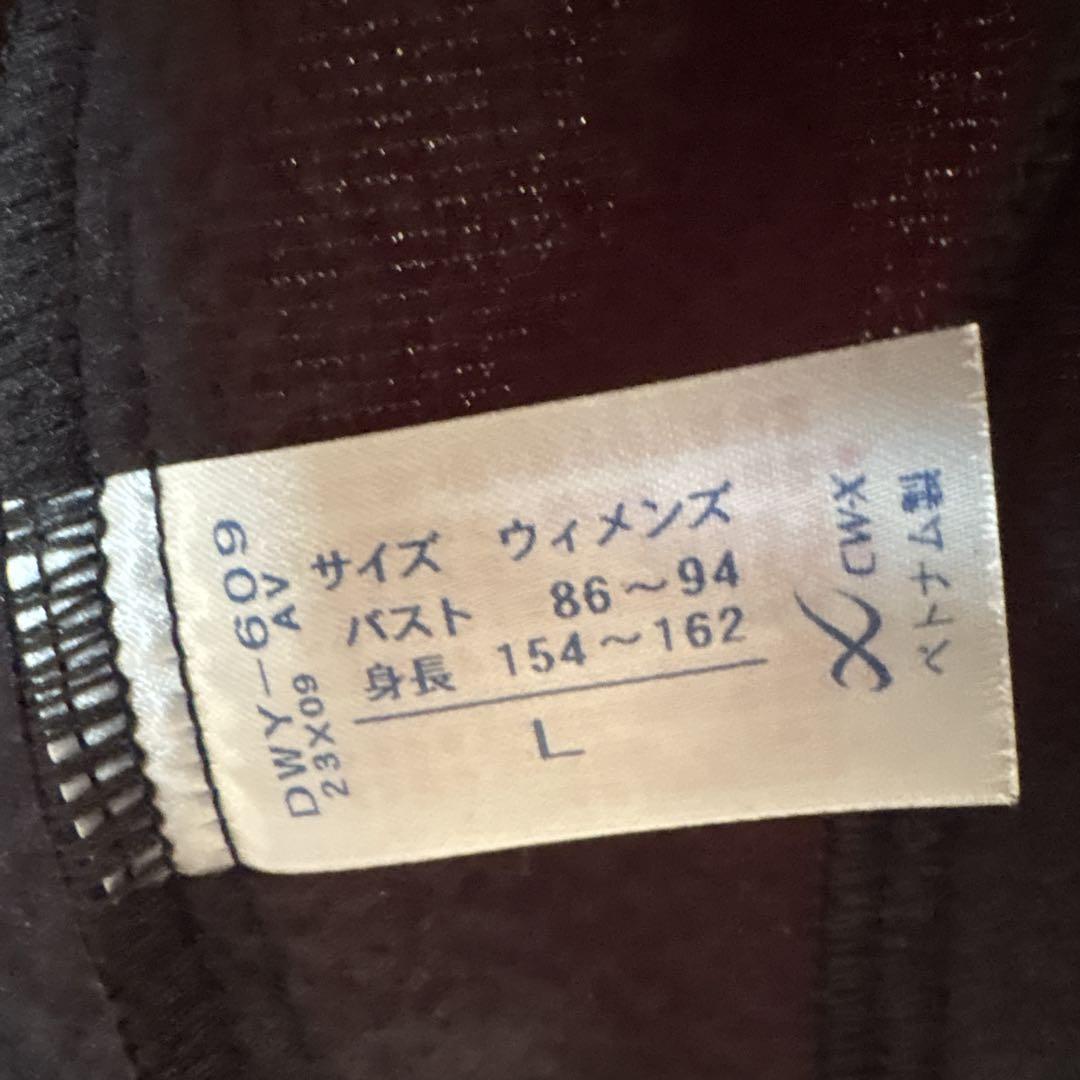 DWY-609
23X09 AV
サイズ ウィメンズ
バスト 86～94
身長 154～162
L
CW-X
ベトナム製